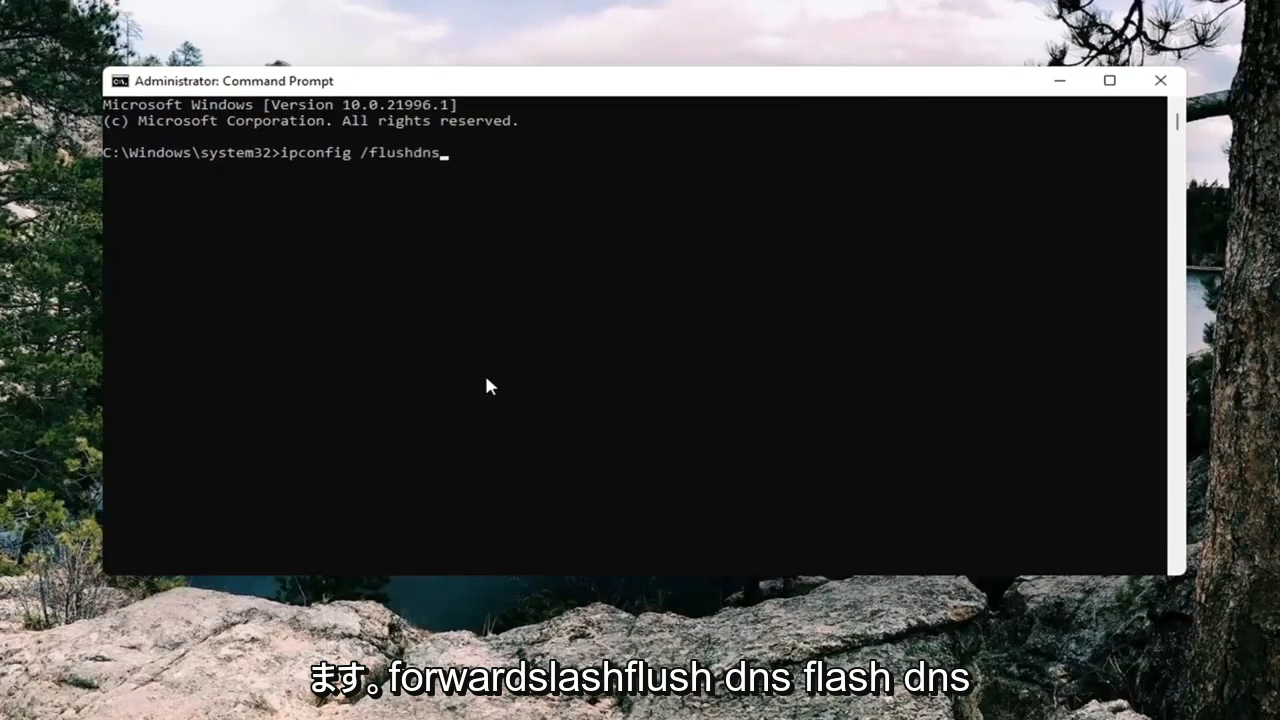 Administrator: Command Prompt
Microsoft Windows [Version 10.0.21996.1]
(c) Microsoft Corporation. All rights reserved.
C:\Windows\system32>ipconfig /flushdns
ます。forwardslashflush dns flash dns